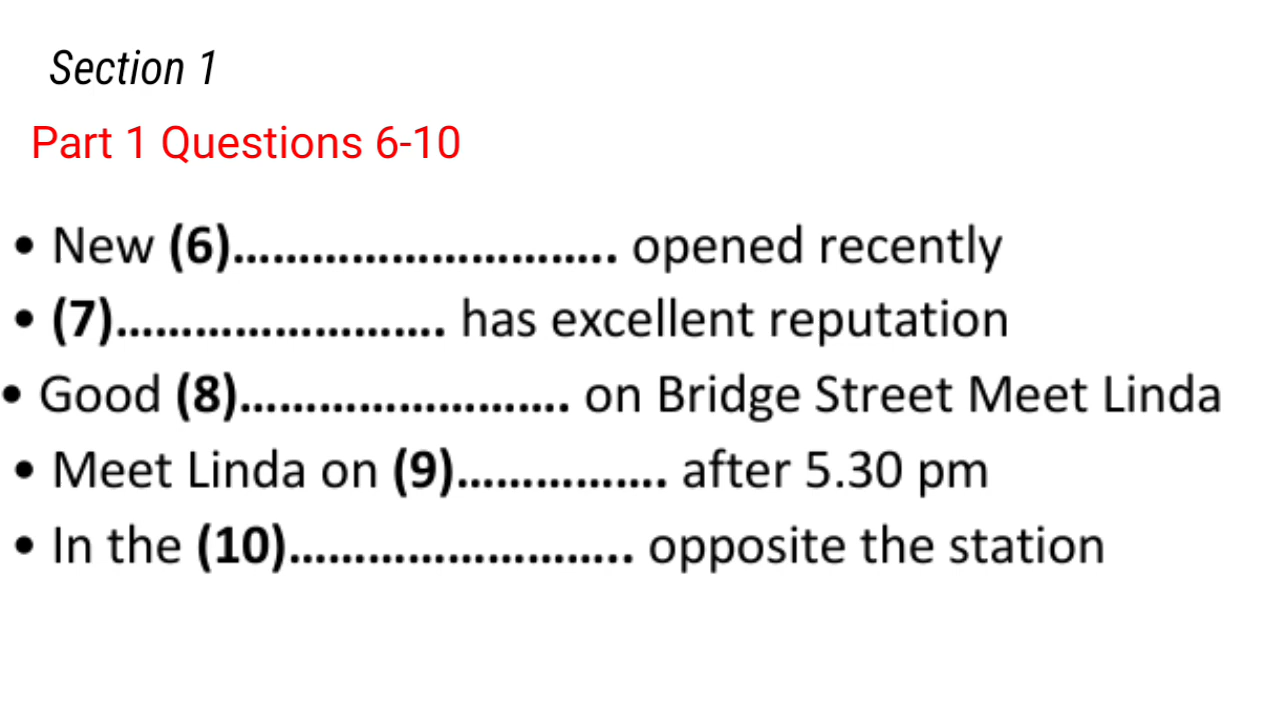 Section 1
Part 1 Questions 6-10
• New (6)................................ opened recently
• (7)............................ has excellent reputation
• Good (8)............................ on Bridge Street Meet Linda
• Meet Linda on (9).................. after 5.30 pm
• In the (10)............................. opposite the station